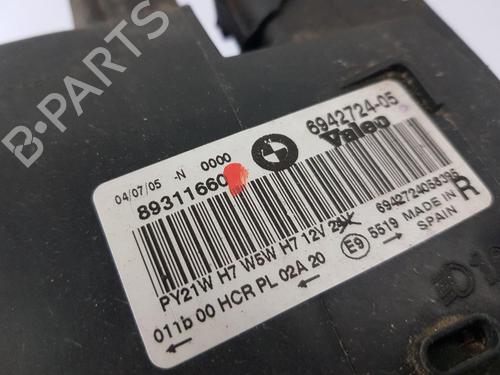 B-PARTS
04/07/05 -N 0000
6942724-05
89311660
Valeo
6942724058395
PY21W H7 W5W H7 12V
E9 5519 MADE IN SPAIN R
011b 00 HCR PL 02A 20